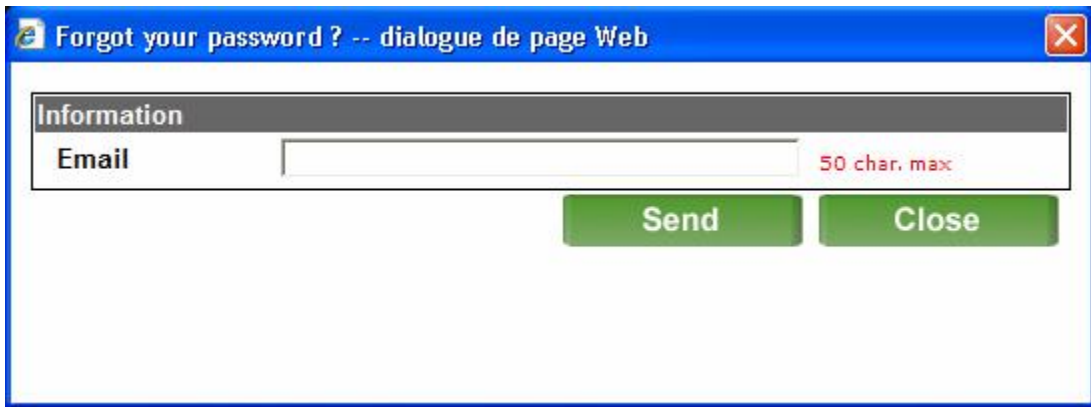 Forgot your password ? -- dialogue de page Web
Information
Email 50 char. max
Send Close